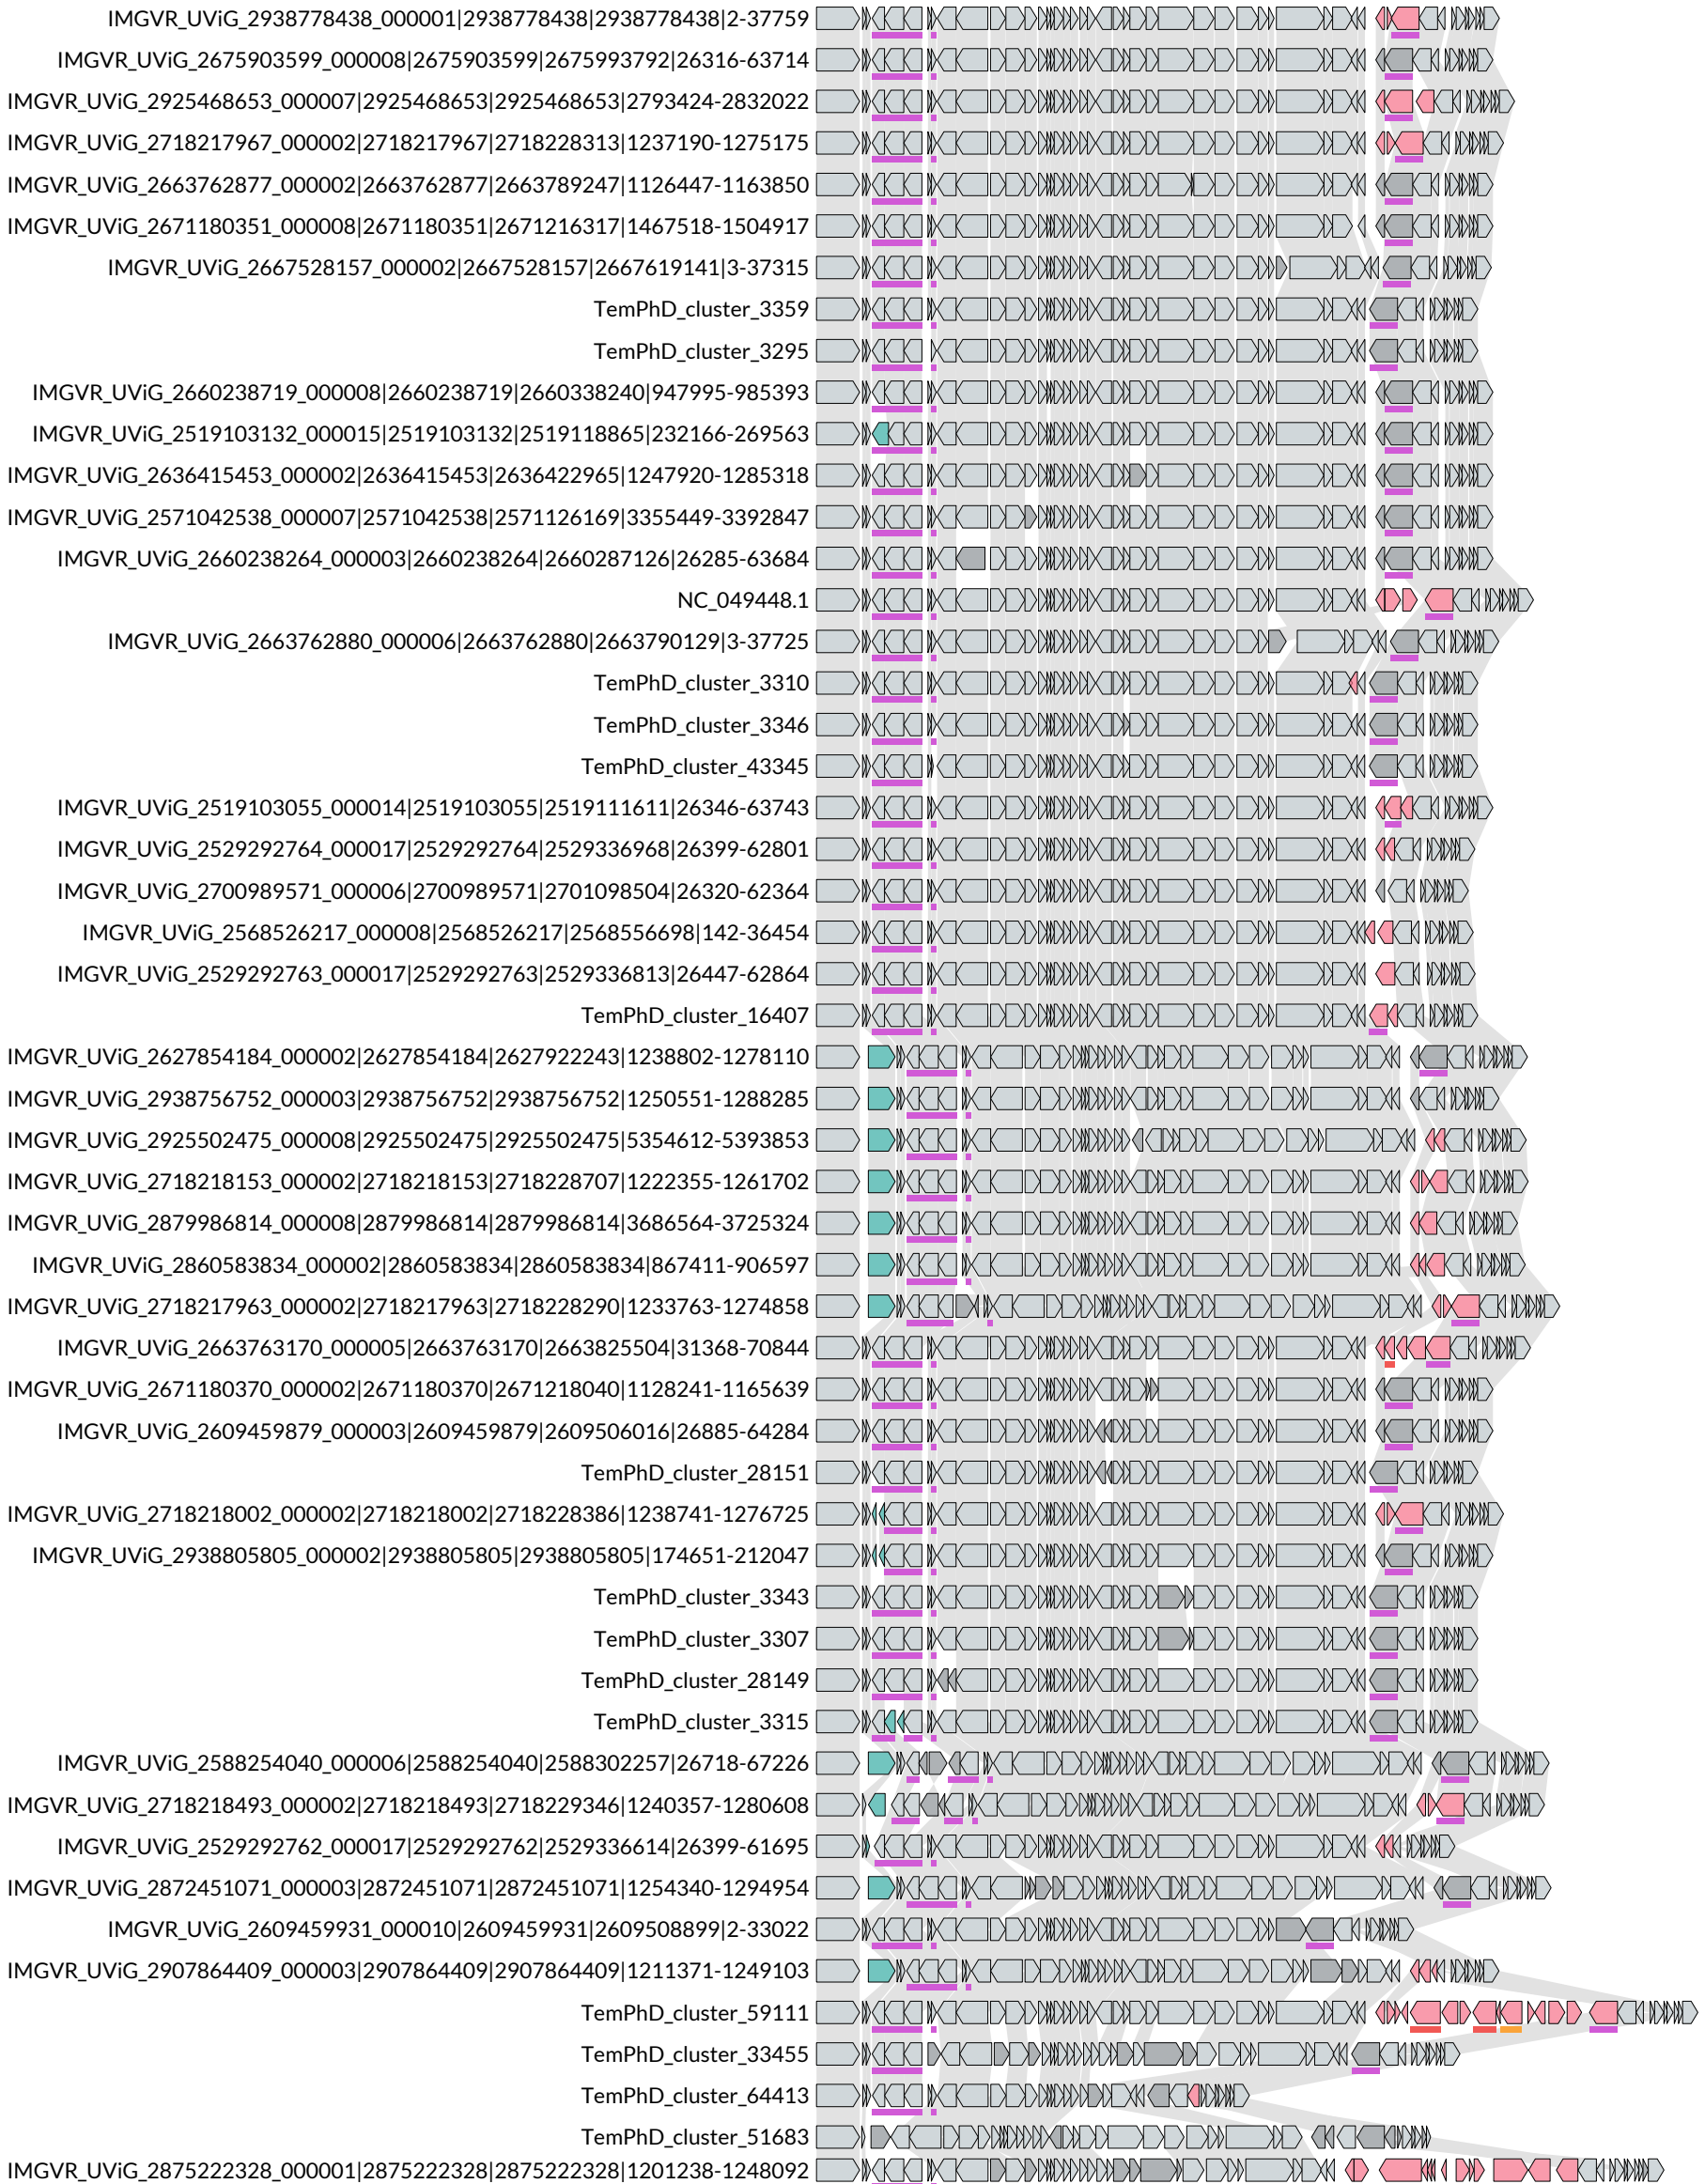 IMGVR_UViG_2938778438_000001|2938778438|2938778438|2-37759
IMGVR_UViG_2675903599_000008|2675903599|2675993792|26316-63714
IMGVR_UViG_2925468653_000007|2925468653|2925468653|2793424-2832022
IMGVR_UViG_2718217967_000002|2718217967|2718228313|1237190-1275175
IMGVR_UViG_2663762877_000002|2663762877|2663789247|1126447-1163850
IMGVR_UViG_2671180351_000008|2671180351|2671216317|1467518-1504917
IMGVR_UViG_2667528157_000002|2667528157|2667619141|3-37315
TemPhD_cluster_3359
TemPhD_cluster_3295
IMGVR_UViG_2660238719_000008|2660238719|2660338240|947995-985393
IMGVR_UViG_2519103132_000015|2519103132|2519118865|232166-269563
IMGVR_UViG_2636415453_000002|2636415453|2636422965|1247920-1285318
IMGVR_UViG_2571042538_000007|2571042538|2571126169|3355449-3392847
IMGVR_UViG_2660238264_000003|2660238264|2660287126|26285-63684
NC_049448.1
IMGVR_UViG_2663762880_000006|2663762880|2663790129|3-37725
TemPhD_cluster_3310
TemPhD_cluster_3346
TemPhD_cluster_43345
IMGVR_UViG_2519103055_000014|2519103055|2519111611|26346-63743
IMGVR_UViG_2529292764_000017|2529292764|2529336968|26399-62801
IMGVR_UViG_2700989571_000006|2700989571|2701098504|26320-62364
IMGVR_UViG_2568526217_000008|2568526217|2568556698|142-36454
IMGVR_UViG_2529292763_000017|2529292763|2529336813|26447-62864
TemPhD_cluster_16407
IMGVR_UViG_2627854184_000002|2627854184|2627922243|1238802-1278110
IMGVR_UViG_2938756752_000003|2938756752|2938756752|1250551-1288285
IMGVR_UViG_2925502475_000008|2925502475|2925502475|5354612-5393853
IMGVR_UViG_2718218153_000002|2718218153|2718228707|1222355-1261702
IMGVR_UViG_2879986814_000008|2879986814|2879986814|3686564-3725324
IMGVR_UViG_2860583834_000002|2860583834|2860583834|867411-906597
IMGVR_UViG_2718217963_000002|2718217963|2718228290|1233763-1274858
IMGVR_UViG_2663763170_000005|2663763170|2663825504|31368-70844
IMGVR_UViG_2671180370_000002|2671180370|2671218040|1128241-1165639
IMGVR_UViG_2609459879_000003|2609459879|2609506016|26885-64284
TemPhD_cluster_28151
IMGVR_UViG_2718218002_000002|2718218002|2718228386|1238741-1276725
IMGVR_UViG_2938805805_000002|2938805805|2938805805|174651-212047
TemPhD_cluster_3343
TemPhD_cluster_3307
TemPhD_cluster_28149
TemPhD_cluster_3315
IMGVR_UViG_2588254040_000006|2588254040|2588302257|26718-67226
IMGVR_UViG_2718218493_000002|2718218493|2718229346|1240357-1280608
IMGVR_UViG_2529292762_000017|2529292762|2529336614|26399-61695
IMGVR_UViG_2872451071_000003|2872451071|2872451071|1254340-1294954
IMGVR_UViG_2609459931_000010|2609459931|2609508899|2-33022
IMGVR_UViG_2907864409_000003|2907864409|2907864409|1211371-1249103
TemPhD_cluster_59111
TemPhD_cluster_33455
TemPhD_cluster_64413
TemPhD_cluster_51683
IMGVR_UViG_2875222328_000001|2875222328|2875222328|1201238-1248092